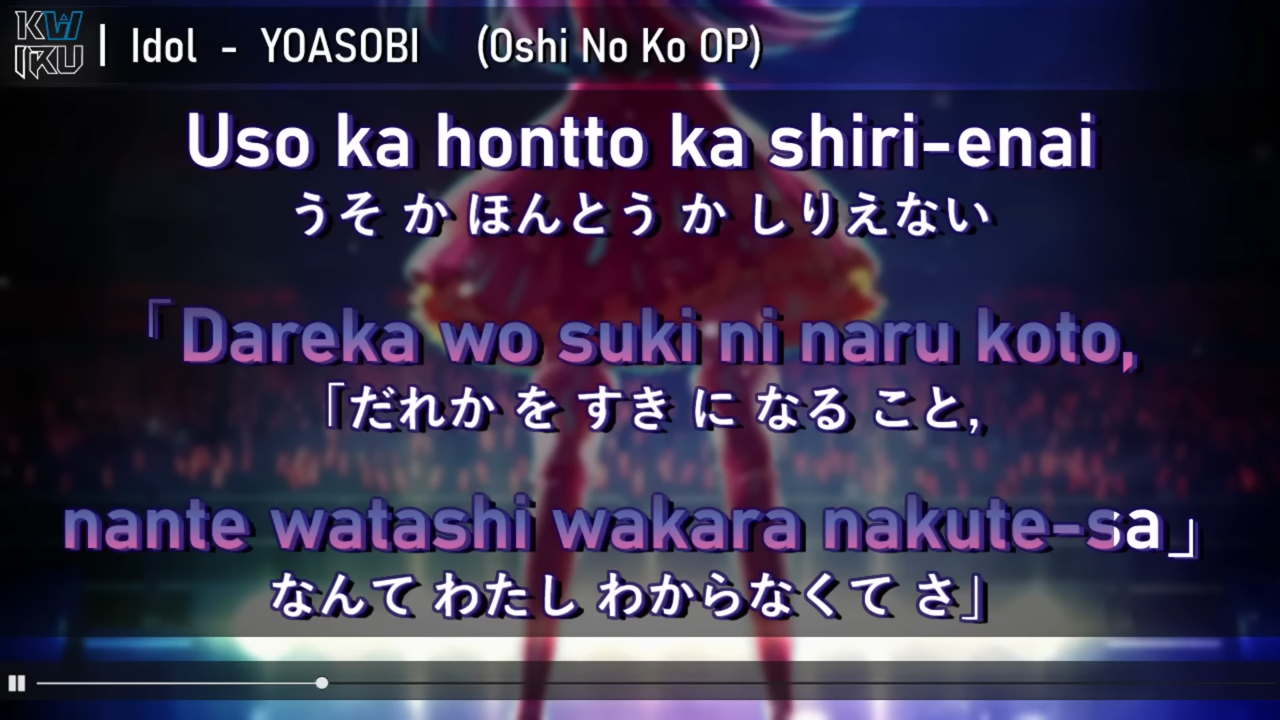 KW IKU | Idol - YOASOBI (Oshi No Ko OP)
Uso ka hontto ka shiri-enai
うそ か ほんとう か しりえない
「Dareka wo suki ni naru koto,
「だれか を すき に なる こと,
nante watashi wakara nakute-sa」
なんて わたし わからなくて さ」